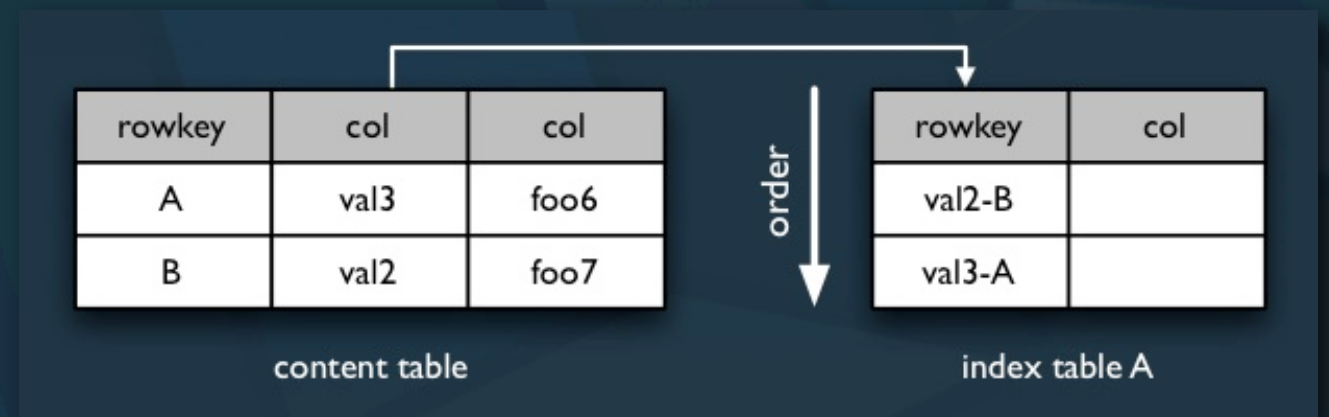 rowkey col col
A val3 foo6
B val2 foo7
content table
order
rowkey col
val2-B
val3-A
index table A